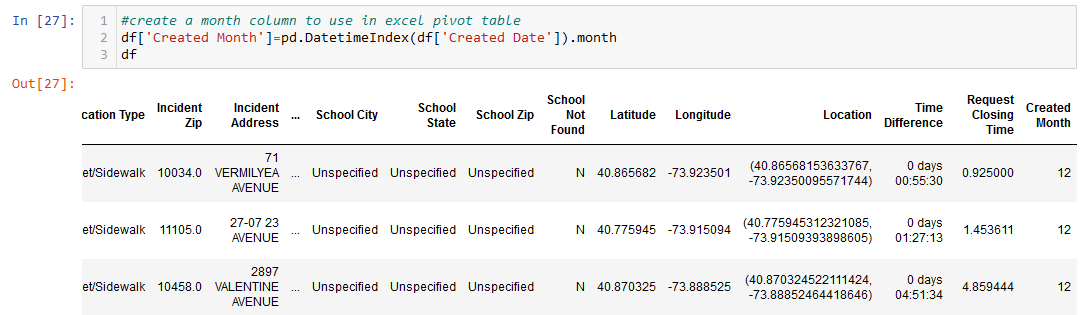 In [27]:
1 #create a month column to use in excel pivot table
2 df['Created Month']=pd.DatetimeIndex(df['Created Date']).month
3 df
Out[27]:
cation Type Incident Zip Incident Address ... School City School State School Zip School Not Found Latitude Longitude Location Time Difference Request Closing Time Created Month
et/Sidewalk 10034.0 71 VERMILYEA AVENUE ... Unspecified Unspecified Unspecified N 40.865682 -73.923501 (40.86568153633767, -73.92350095571744) 0 days 00:55:30 0.925000 12
et/Sidewalk 11105.0 27-07 23 AVENUE ... Unspecified Unspecified Unspecified N 40.775945 -73.915094 (40.775945312321085, -73.91509393898605) 0 days 01:27:13 1.453611 12
et/Sidewalk 10458.0 2897 VALENTINE AVENUE ... Unspecified Unspecified Unspecified N 40.870325 -73.888525 (40.870324522111424, -73.88852464418646) 0 days 04:51:34 4.859444 12